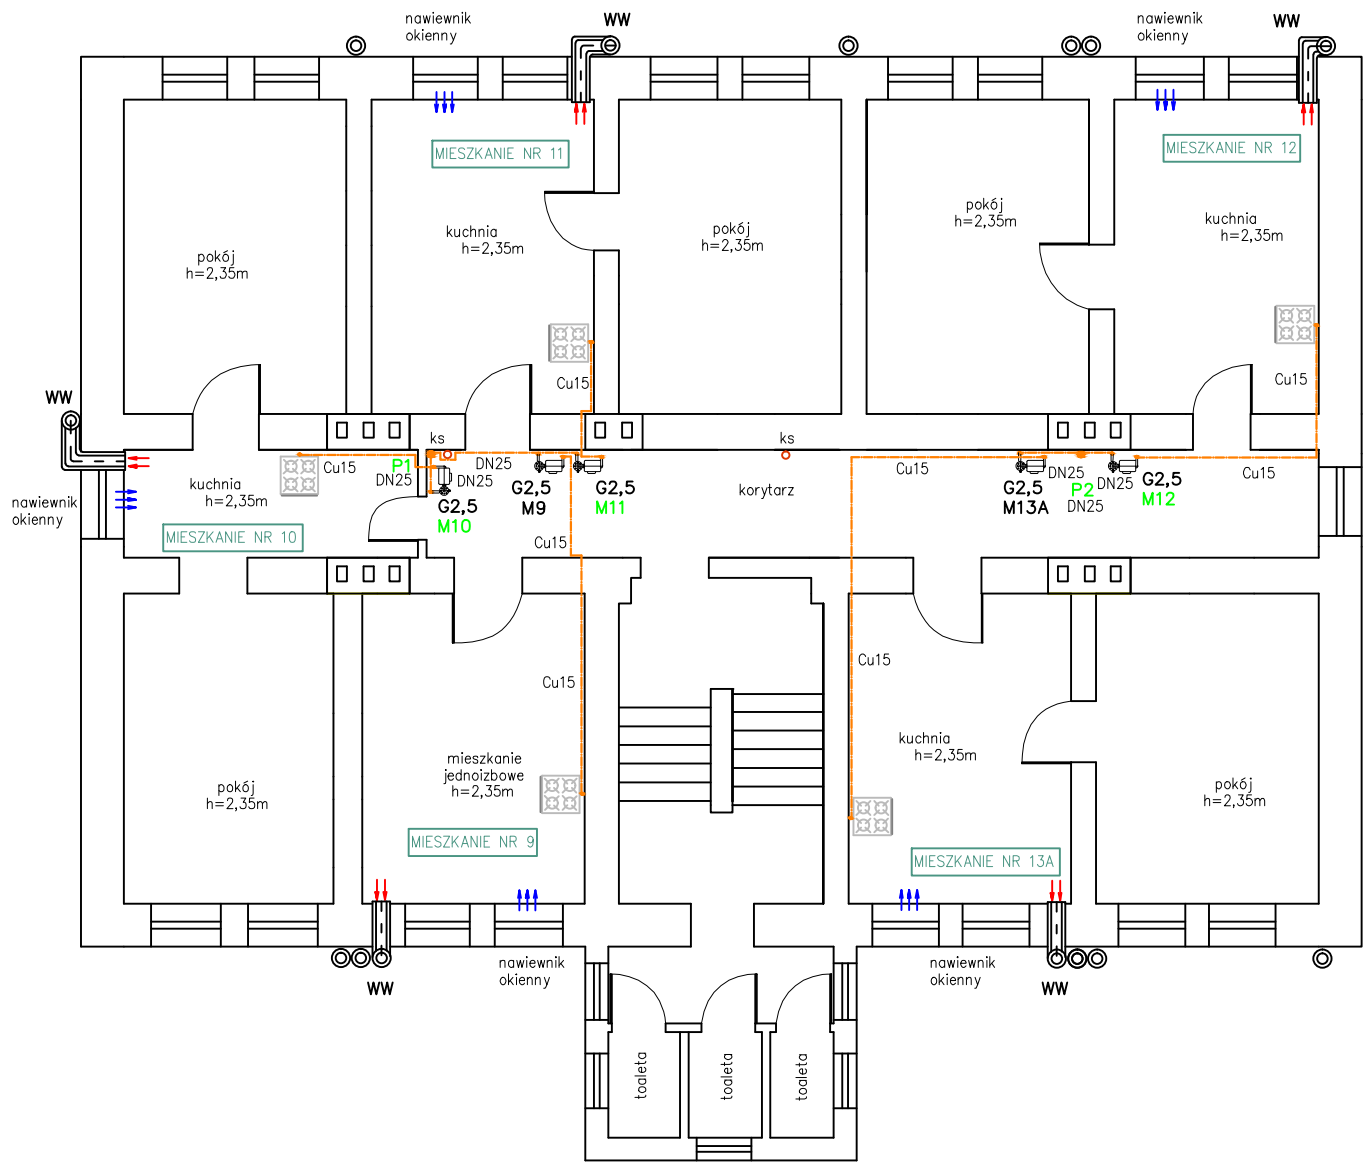 nawiewnik
okienny
WW
nawiewnik
okienny
WW
MIESZKANIE NR 11
MIESZKANIE NR 12
pokój
h=2,35m
kuchnia
h=2,35m
pokój
h=2,35m
pokój
h=2,35m
kuchnia
h=2,35m
Cu15
Cu15
WW
ks
ks
Cu15
P1
DN25
DN25
DN25
G2,5
M10
G2,5
M9
G2,5
M11
korytarz
Cu15
G2,5
M13A
DN25
P2
DN25
DN25
G2,5
M12
Cu15
kuchnia
h=2,35m
nawiewnik
okienny
MIESZKANIE NR 10
Cu15
Cu15
Cu15
pokój
h=2,35m
mieszkanie
jednoizbowe
h=2,35m
kuchnia
h=2,35m
pokój
h=2,35m
MIESZKANIE NR 9
MIESZKANIE NR 13A
WW
nawiewnik
okienny
nawiewnik
okienny
WW
toaleta
toaleta
toaleta